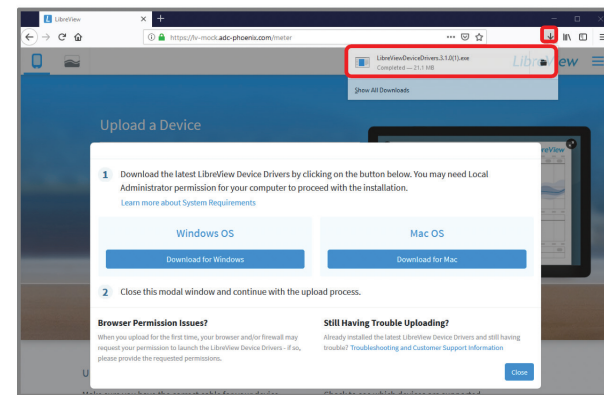 LibreView
https://lv-mock.adc-phoenix.com/meter
LibreViewDeviceDrivers.3.1.0(1).exe
Completed — 21.1 MB
Show All Downloads
Upload a Device
1 Download the latest LibreView Device Drivers by clicking on the button below. You may need Local
Administrator permission for your computer to proceed with the installation.
Learn more about System Requirements
Windows OS
Mac OS
Download for Windows
Download for Mac
2 Close this modal window and continue with the upload process.
Browser Permission Issues?
When you upload for the first time, your browser and/or firewall may
request your permission to launch the LibreView Device Drivers - if so,
please provide the requested permissions.
Still Having Trouble Uploading?
Already installed the latest LibreView Device Drivers and still having
trouble? Troubleshooting and Customer Support Information
Close